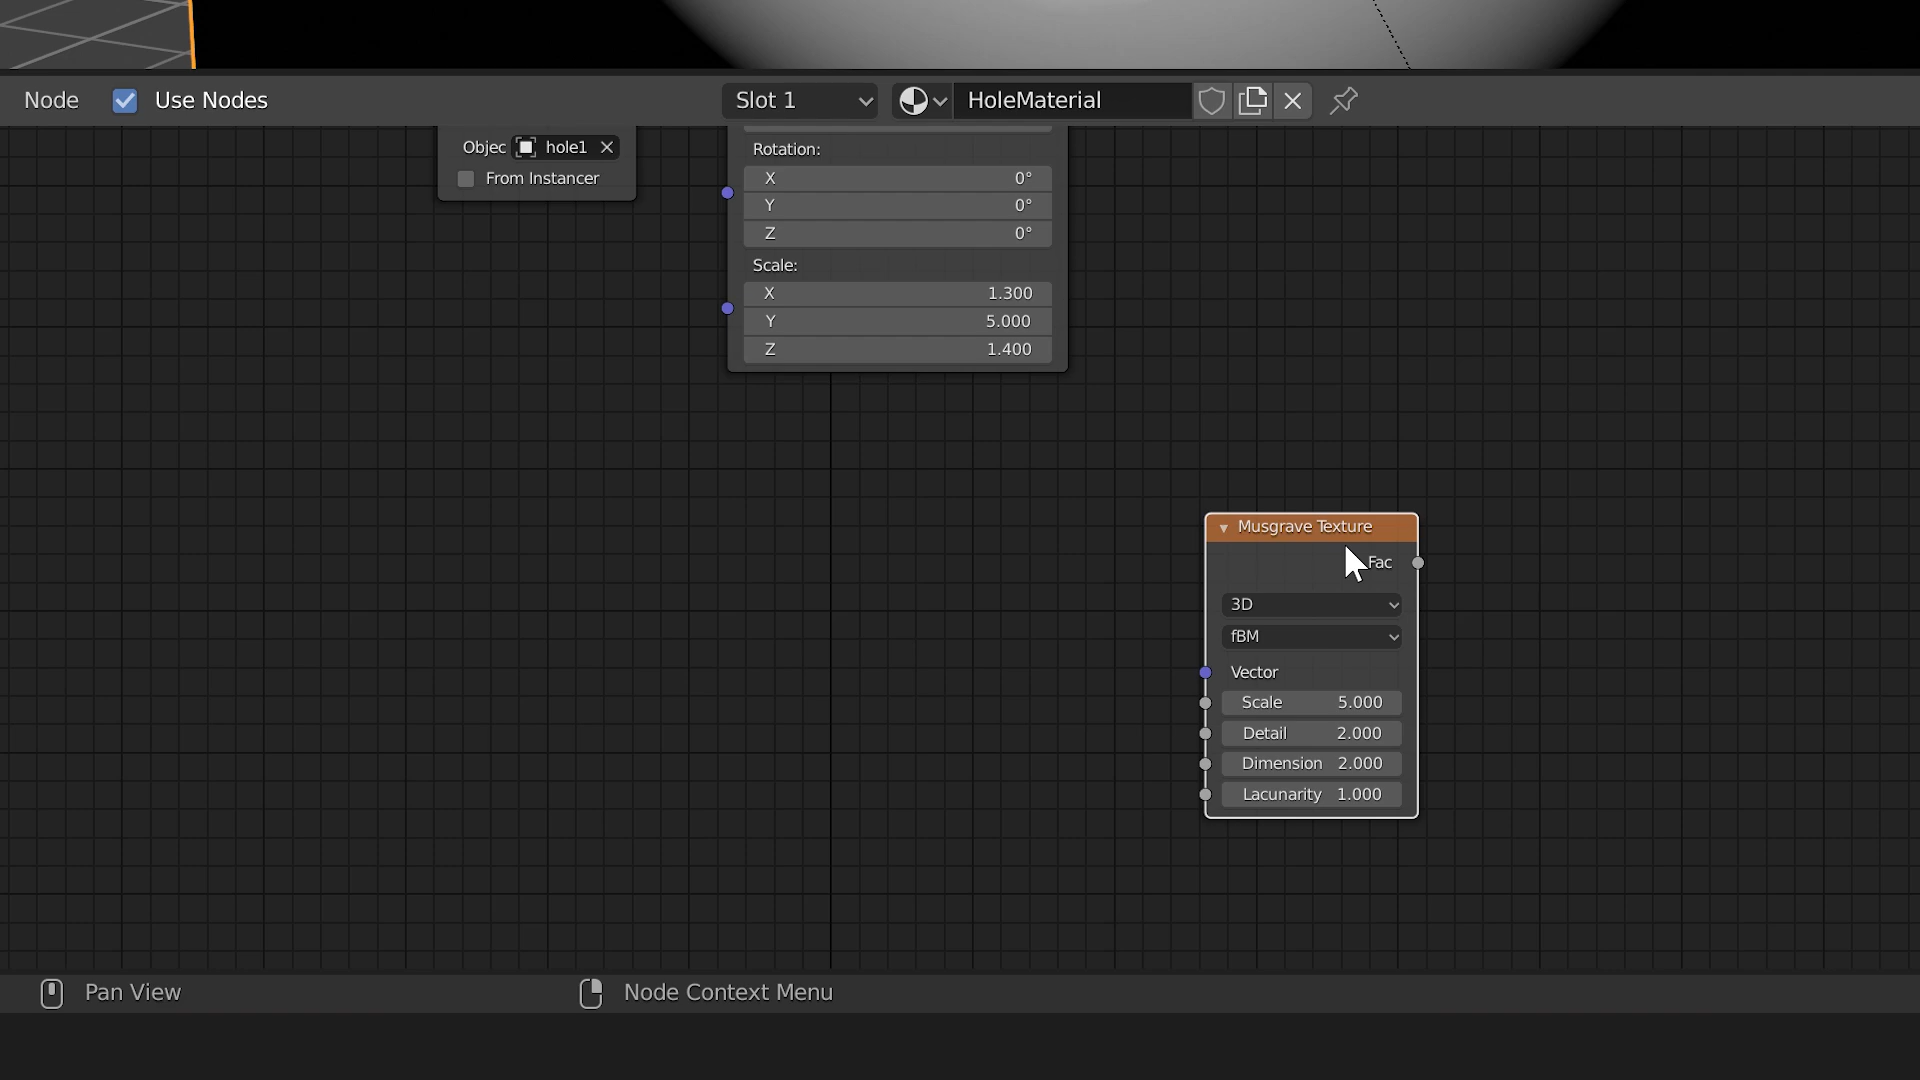 Node
Use Nodes
Slot 1
HoleMaterial
Objec
hole1
From Instancer
Rotation:
X 0°
Y 0°
Z 0°
Scale:
X 1.300
Y 5.000
Z 1.400
Musgrave Texture
Fac
3D
fBM
Vector
Scale 5.000
Detail 2.000
Dimension 2.000
Lacunarity 1.000
Pan View
Node Context Menu